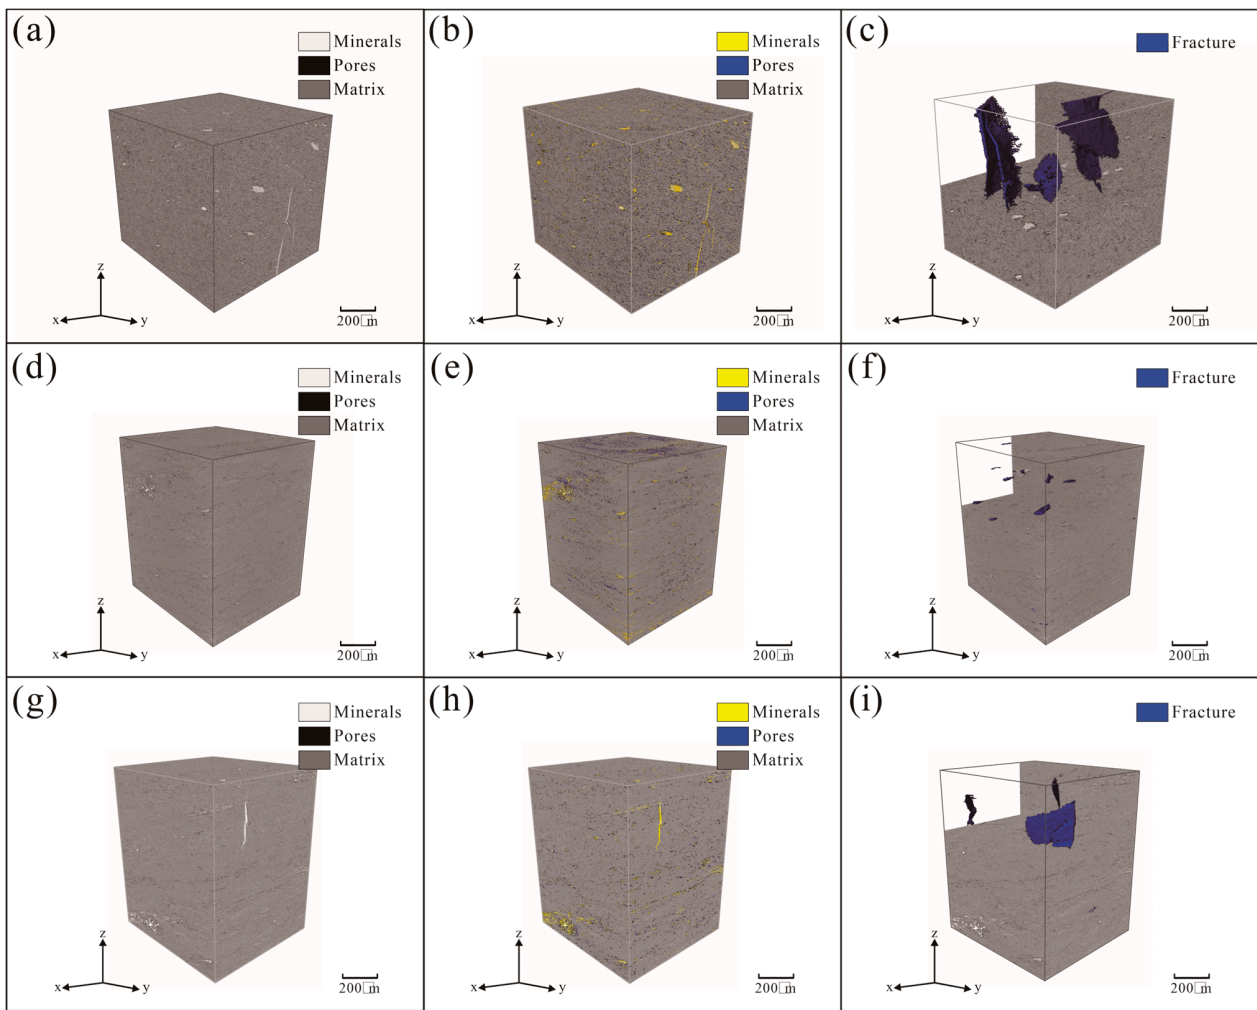 (a)
Minerals
Pores
Matrix
z
x
y
200□m
(b)
Minerals
Pores
Matrix
z
x
y
200□m
(c)
Fracture
z
x
y
200□m
(d)
Minerals
Pores
Matrix
z
x
y
200□m
(e)
Minerals
Pores
Matrix
z
x
y
200□m
(f)
Fracture
z
x
y
200□m
(g)
Minerals
Pores
Matrix
z
x
y
200□m
(h)
Minerals
Pores
Matrix
z
x
y
200□m
(i)
Fracture
z
x
y
200□m